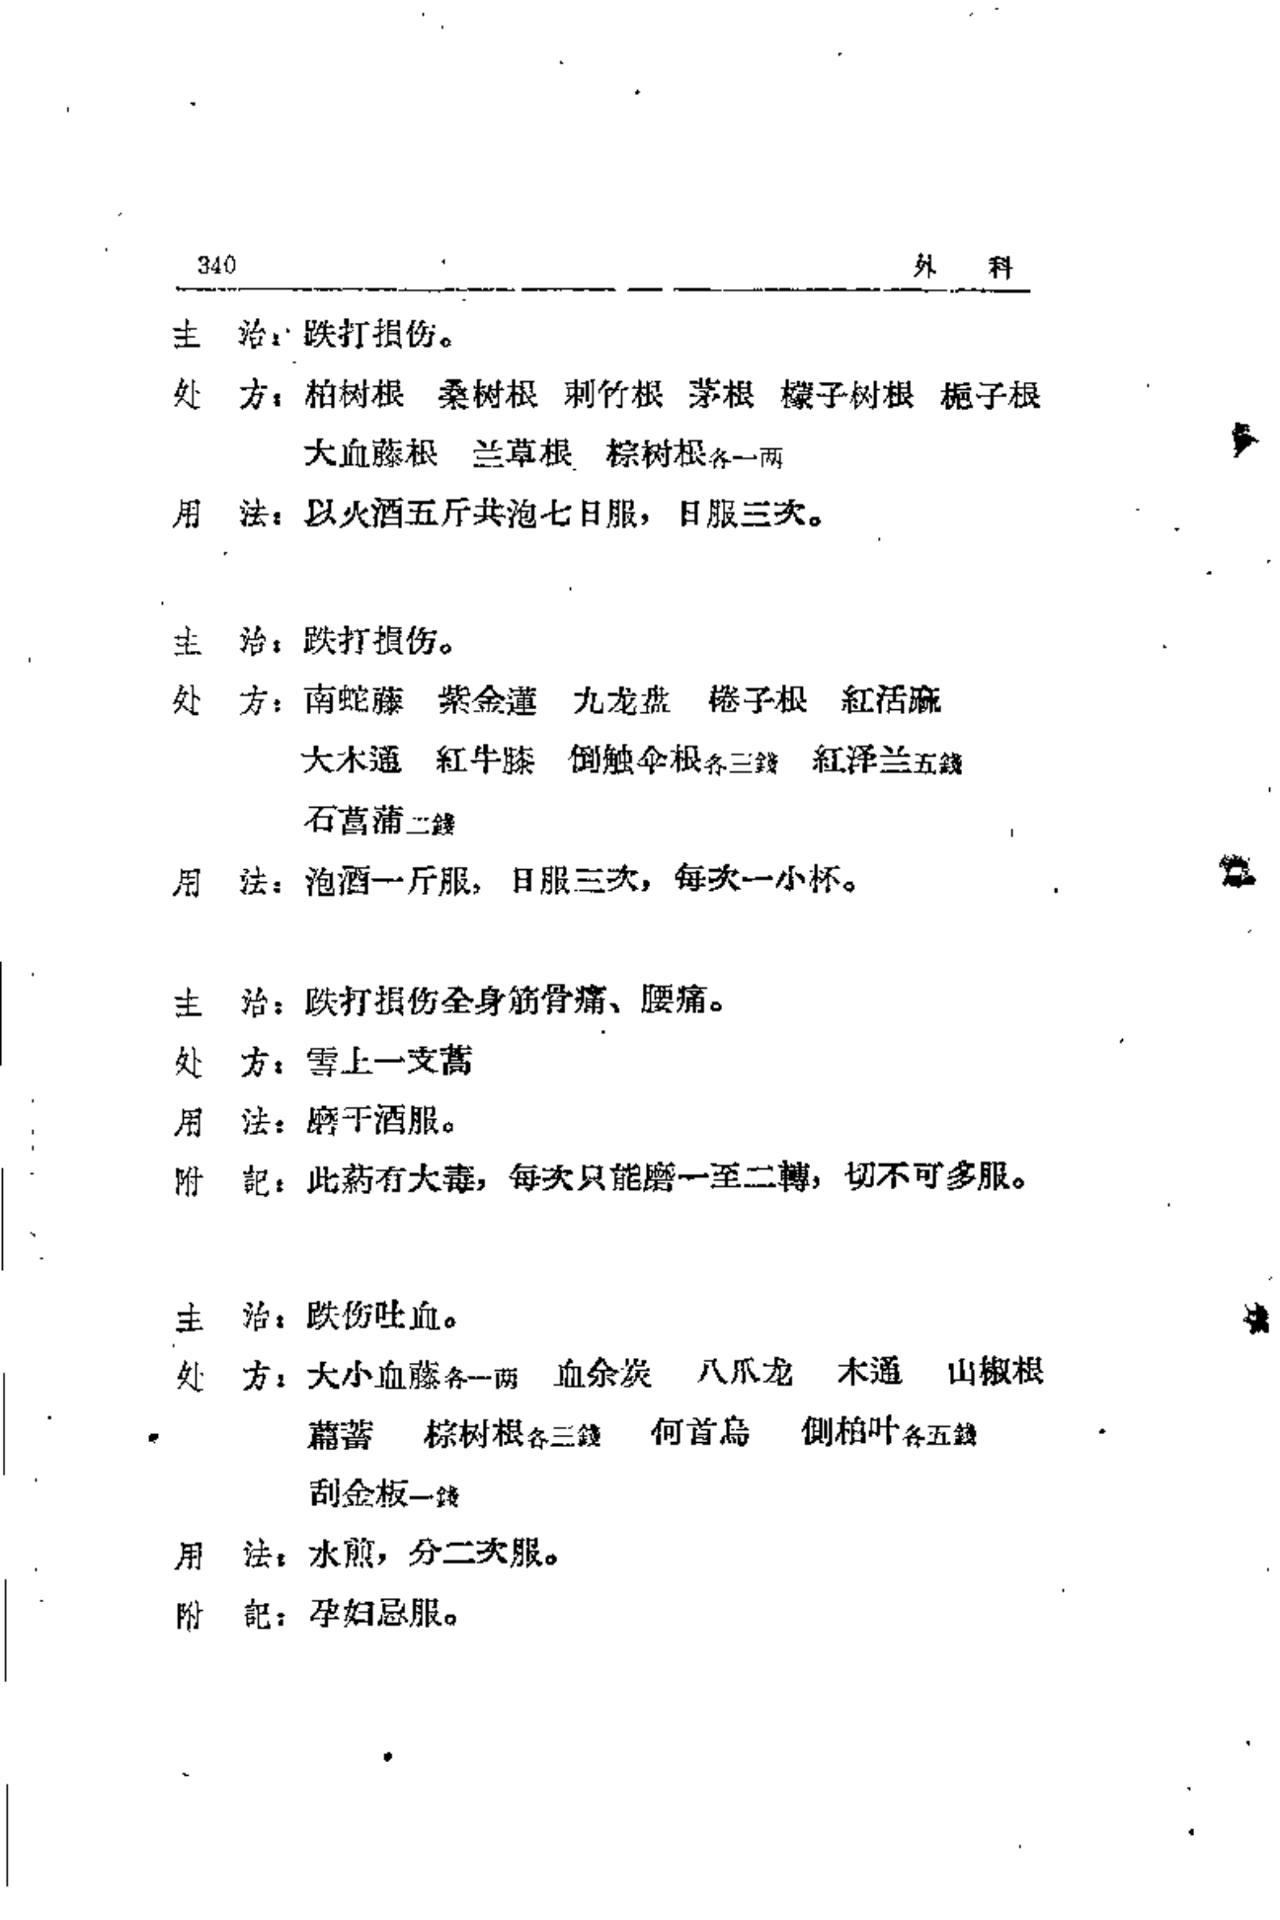 340 外 科
主 治：跌打損伤。
处 方：柏树根 桑树根 刺竹根 茅根 檬子树根 梔子根
大血藤根 兰草根 棕树根各一两
用 法：以火酒五斤共泡七日服，日服三次。
主 治：跌打損伤。
处 方：南蛇藤 紫金蓮 九龙盘 棬子根 紅活麻
大木通 紅牛膝 倒触伞根各三錢 紅泽兰五錢
石菖蒲二錢
用 法：泡酒一斤服，日服三次，每次一小杯。
主 治：跌打損伤全身筋骨痛、腰痛。
处 方：雪上一支蒿
用 法：磨干酒服。
附 記：此葯有大毒，每次只能磨一至二轉，切不可多服。
主 治：跌伤吐血。
处 方：大小血藤各一两 血余炭 八爪龙 木通 山椒根
萹蓄 棕树根各三錢 何首烏 側柏叶各五錢
刮金板一錢
用 法：水煎，分二次服。
附 記：孕妇忌服。